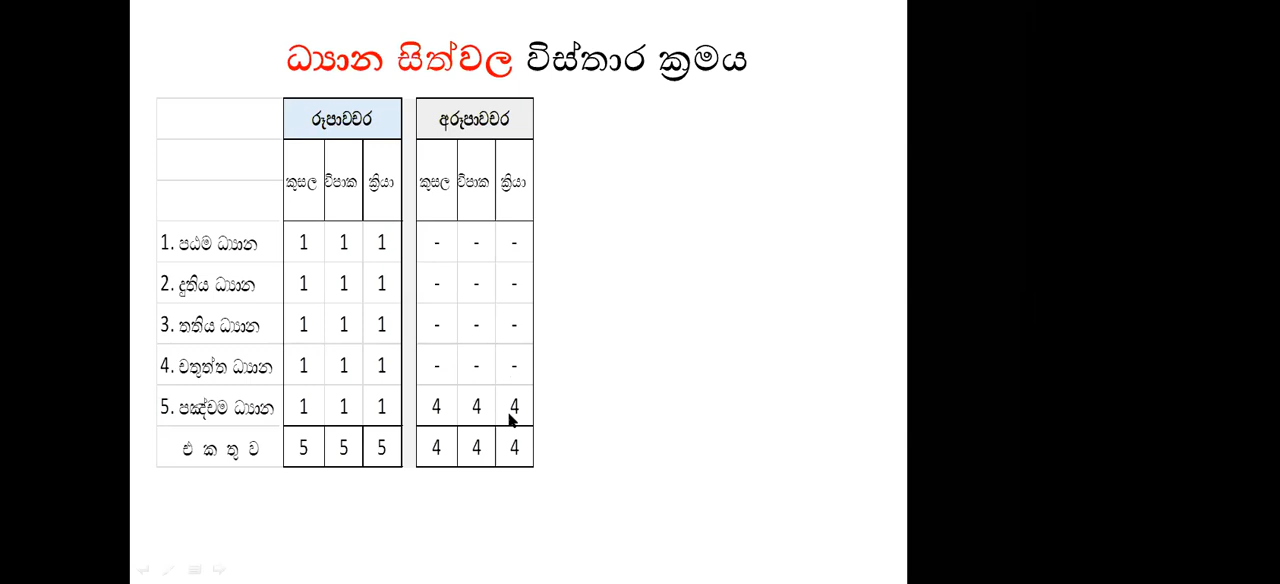 ධ්‍යාන සිත්වල විස්තාර ක්‍රමය
රූපාවචර අරූපාවචර
කුසල විපාක ක්‍රියා කුසල විපාක ක්‍රියා
1. පඨම ධ්‍යාන 1 1 1 - - -
2. දුතිය ධ්‍යාන 1 1 1 - - -
3. තතිය ධ්‍යාන 1 1 1 - - -
4. චතුත්ත ධ්‍යාන 1 1 1 - - -
5. පඤ්චම ධ්‍යාන 1 1 1 4 4 4
එ ක තු ව 5 5 5 4 4 4